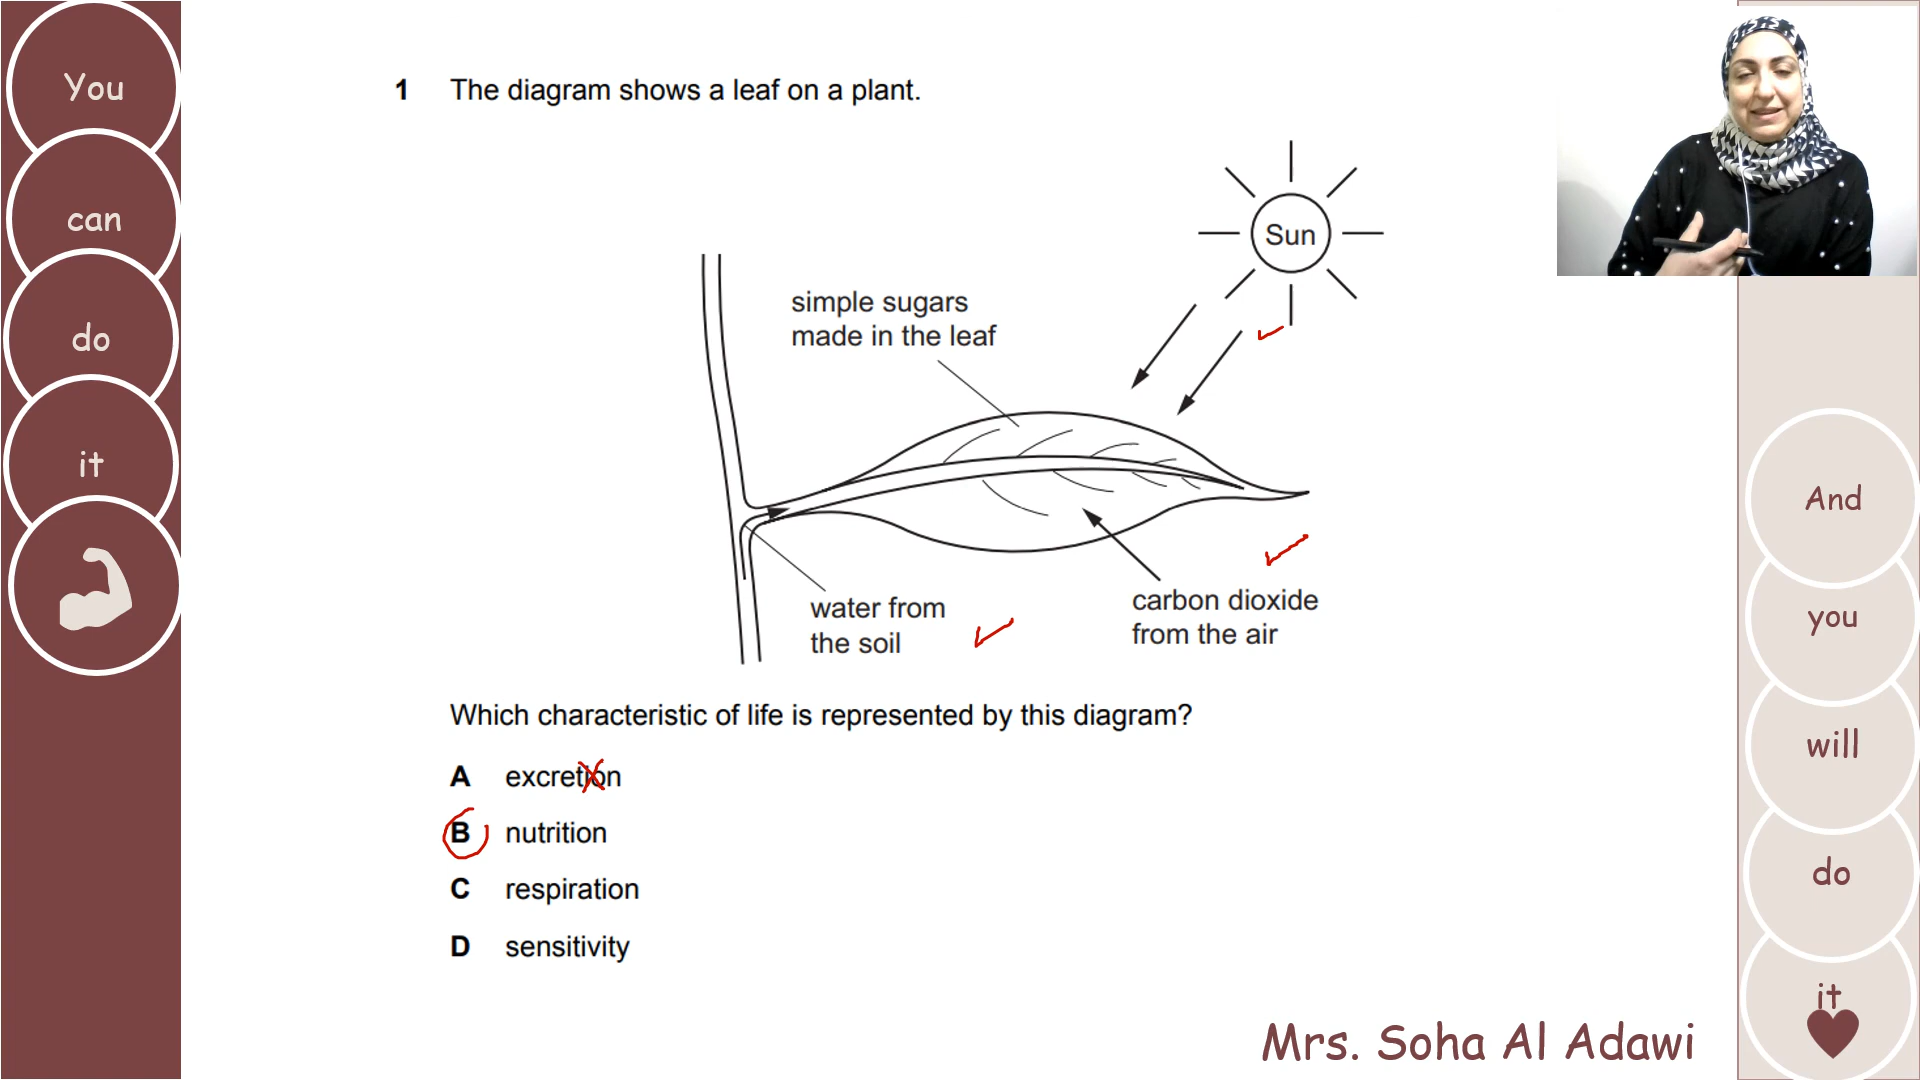 You
can
do
it
1 The diagram shows a leaf on a plant.
Sun
simple sugars
made in the leaf
water from
the soil
carbon dioxide
from the air
Which characteristic of life is represented by this diagram?
A excretion
B nutrition
C respiration
D sensitivity
And
you
will
do
it
Mrs. Soha Al Adawi